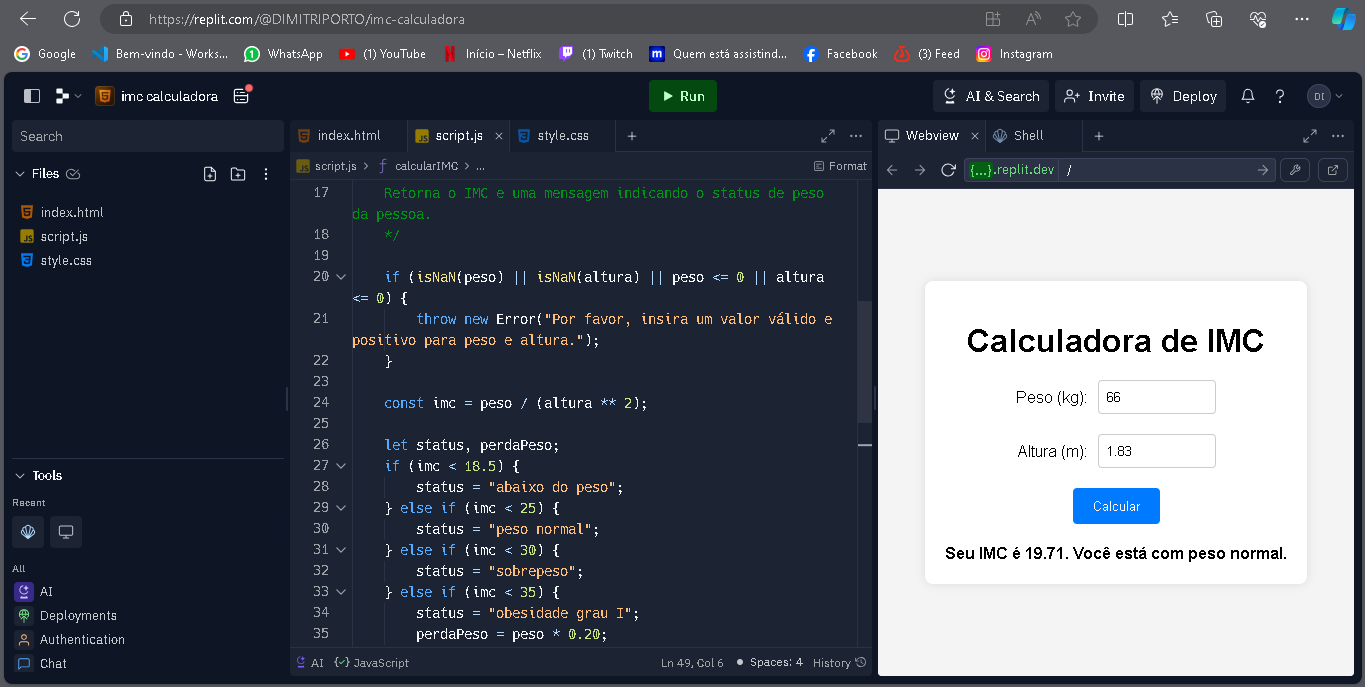 https://replit.com/@DIMITRIPORTO/imc-calculadora
Google
Bem-vindo - Works...
WhatsApp
(1) YouTube
Início – Netflix
(1) Twitch
Quem está assistind...
Facebook
(3) Feed
Instagram
imc calculadora
Run
AI & Search
Invite
Deploy
?
DI
Search
Files
index.html
script.js
style.css
Tools
Recent
All
AI
Deployments
Authentication
Chat
index.html
script.js
style.css
script.js > calcularIMC > ...
Format
17 Retorna o IMC e uma mensagem indicando o status de peso
da pessoa.
18 */
19
20 if (isNaN(peso) || isNaN(altura) || peso <= 0 || altura
<= 0) {
21 throw new Error("Por favor, insira um valor válido e
positivo para peso e altura.");
22 }
23
24 const imc = peso / (altura ** 2);
25
26 let status, perdaPeso;
27 if (imc < 18.5) {
28 status = "abaixo do peso";
29 } else if (imc < 25) {
30 status = "peso normal";
31 } else if (imc < 30) {
32 status = "sobrepeso";
33 } else if (imc < 35) {
34 status = "obesidade grau I";
35 perdaPeso = peso * 0.20;
AI
JavaScript
Ln 49, Col 6
Spaces: 4
History
Webview
Shell
{...}.replit.dev
/
Calculadora de IMC
Peso (kg): 66
Altura (m): 1.83
Calcular
Seu IMC é 19.71. Você está com peso normal.